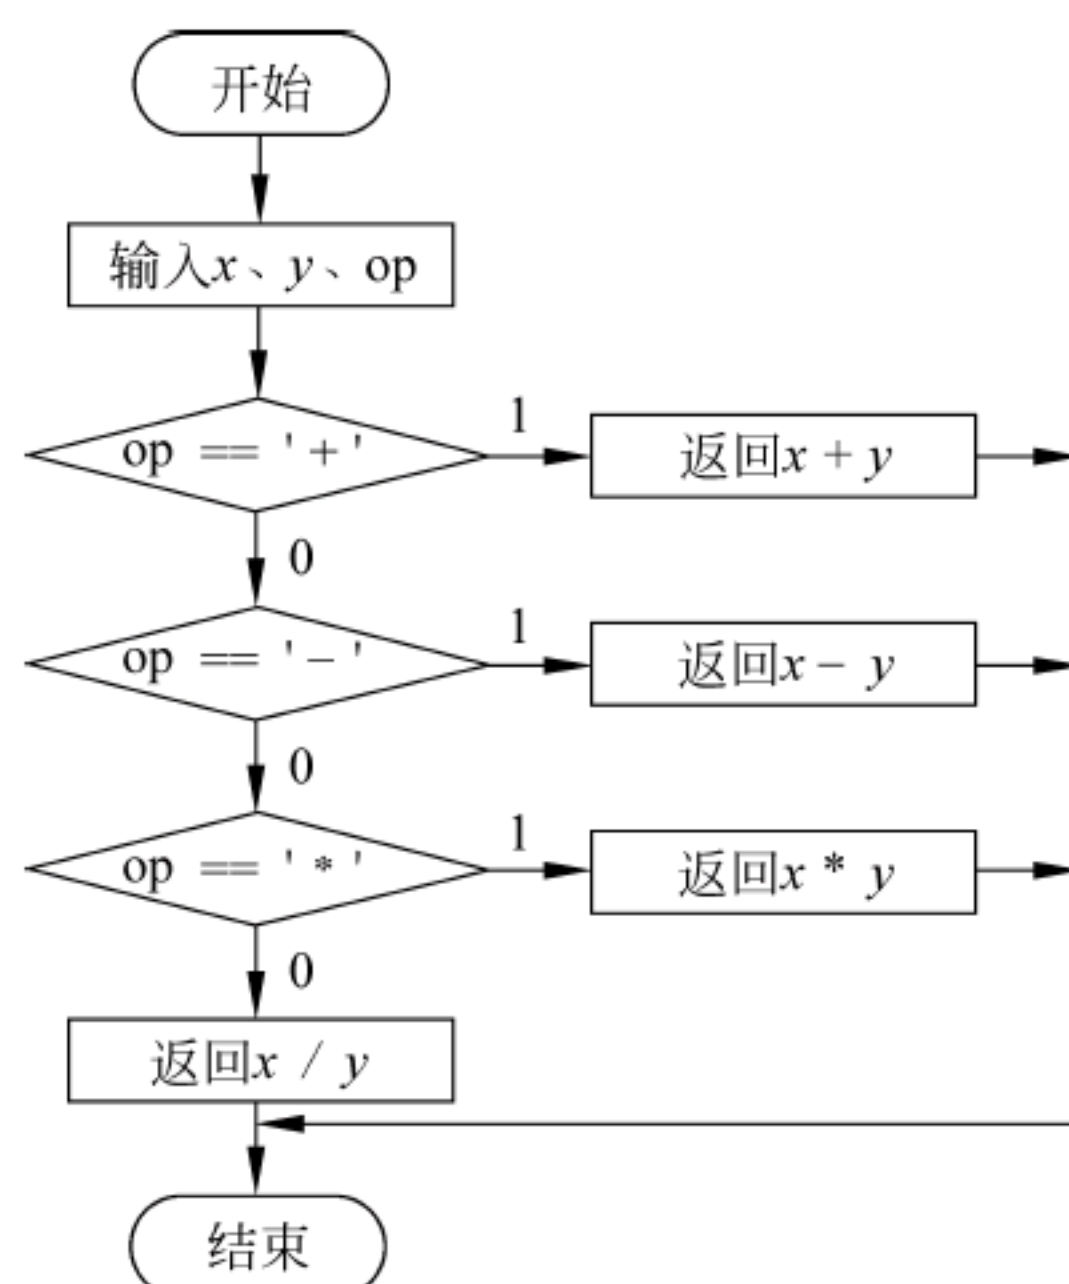 开始
输入x、y、op
op == '+'
1
返回x + y
0
op == '-'
1
返回x - y
0
op == '*'
1
返回x * y
0
返回x / y
结束